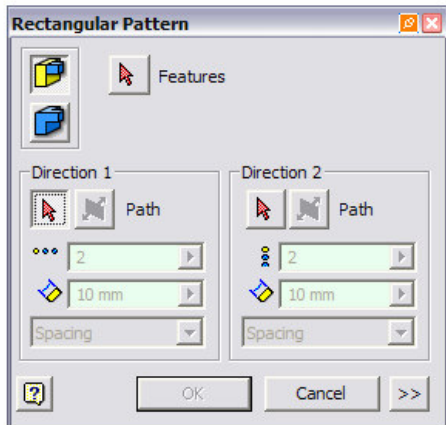 Rectangular Pattern
Features
Direction 1
Direction 2
Path
Path
2
2
10 mm
10 mm
Spacing
Spacing
?
OK
Cancel
>>